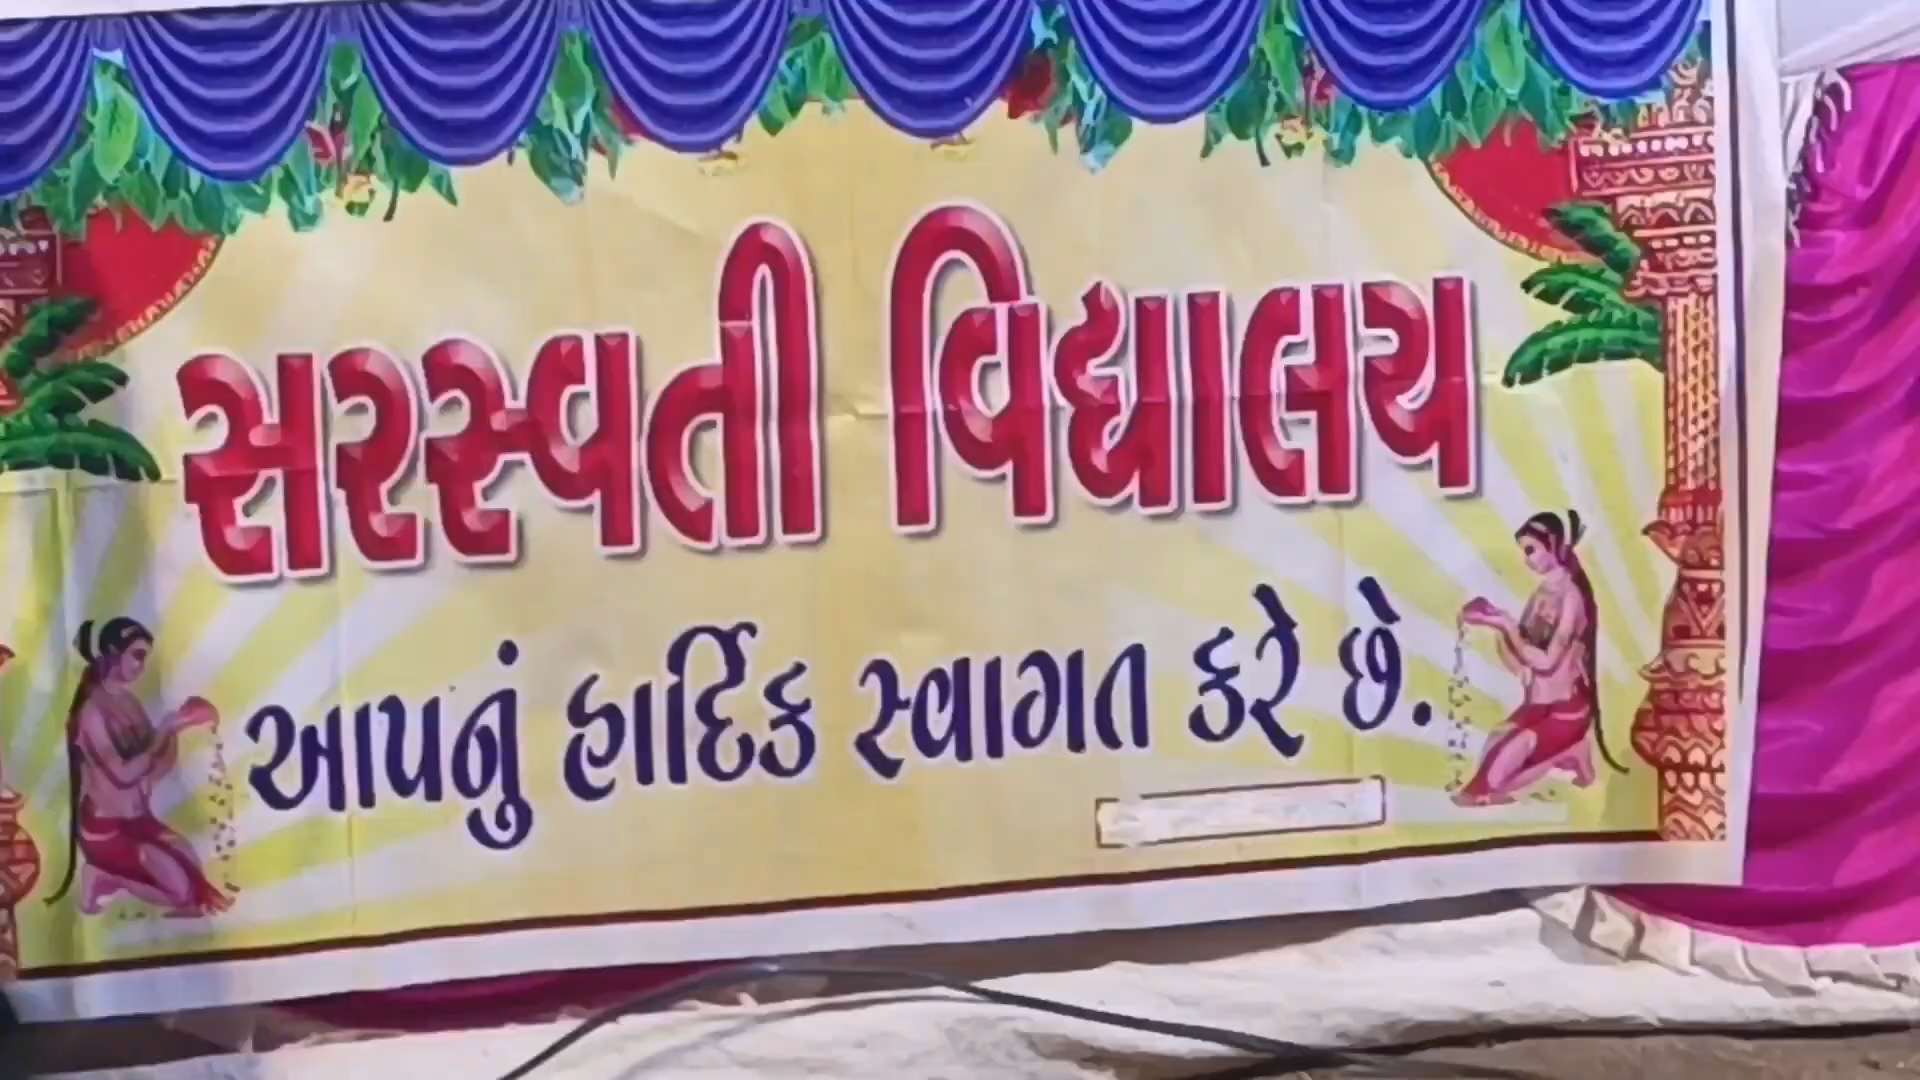 સરસ્વતી વિદ્યાલય
આપનું હાર્દિક સ્વાગત કરે છે.